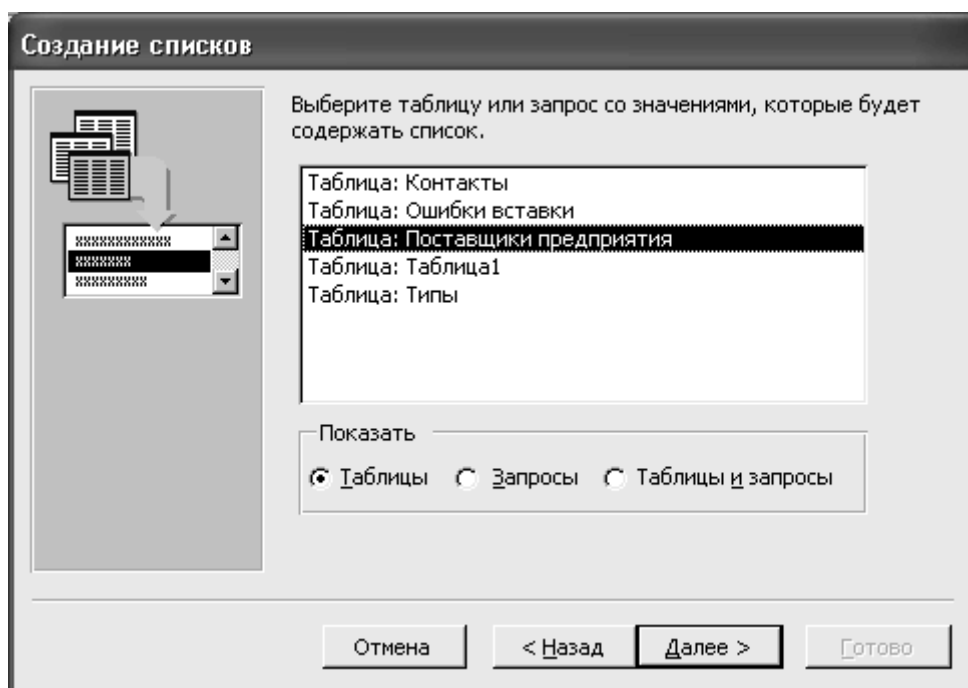 Создание списков
Выберите таблицу или запрос со значениями, которые будет
содержать список.
Таблица: Контакты
Таблица: Ошибки вставки
Таблица: Поставщики предприятия
Таблица: Таблица1
Таблица: Типы
Показать
Таблицы Запросы Таблицы и запросы
Отмена < Назад Далее > Готово